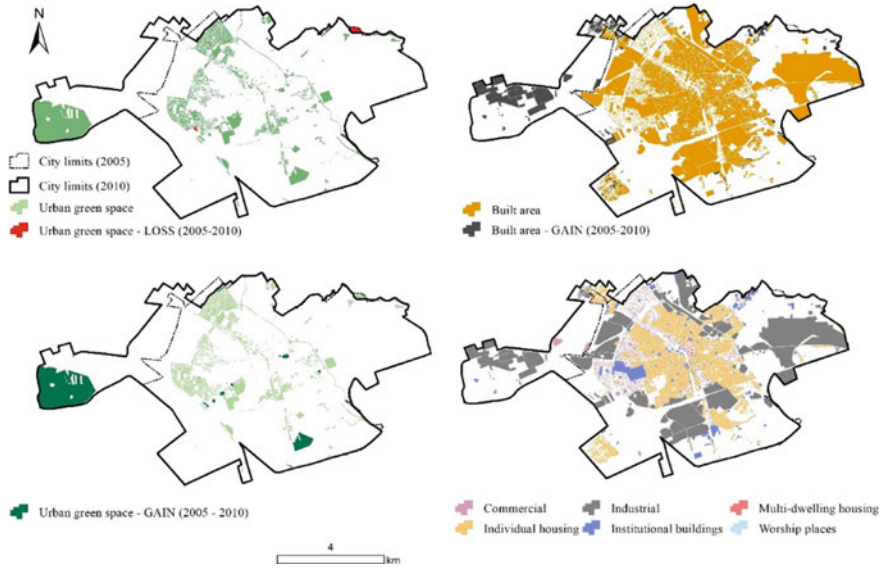 N
City limits (2005)
City limits (2010)
Urban green space
Urban green space - LOSS (2005-2010)
Built area
Built area - GAIN (2005-2010)
Urban green space - GAIN (2005 - 2010)
4
km
Commercial
Industrial
Multi-dwelling housing
Individual housing
Institutional buildings
Worship places